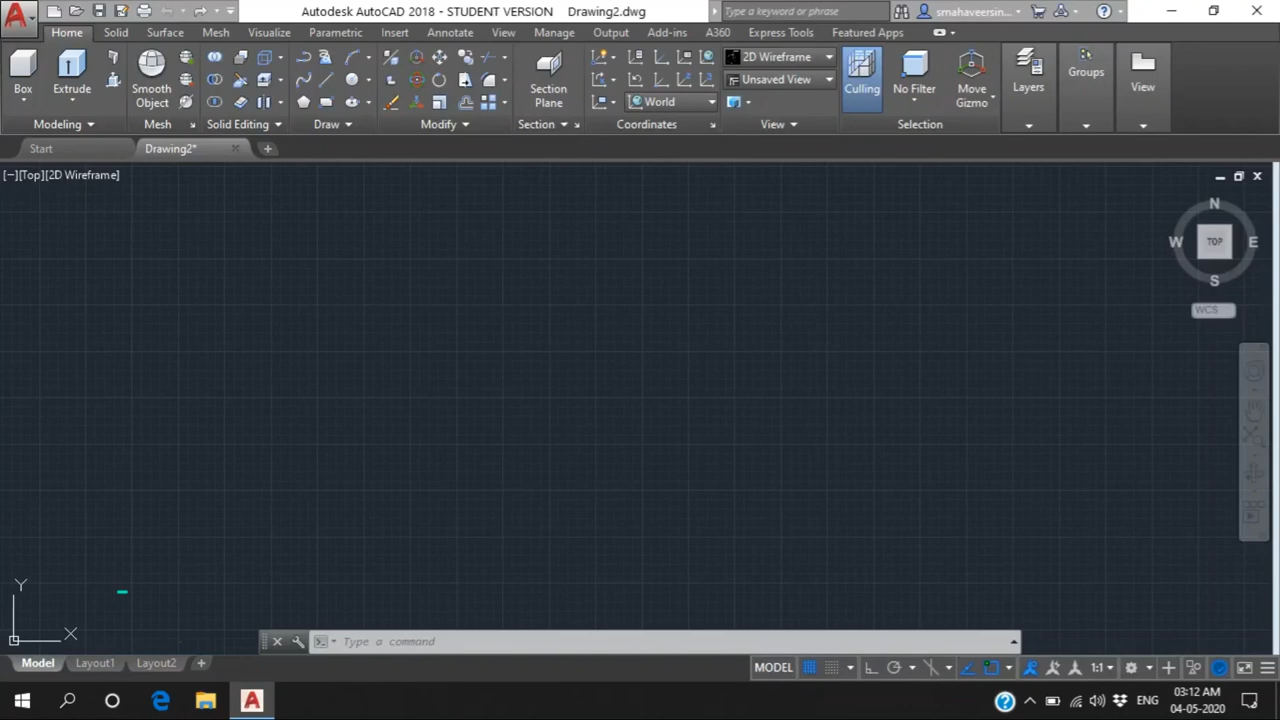 Autodesk AutoCAD 2018 - STUDENT VERSION Drawing2.dwg
Type a keyword or phrase
smahaveersin...
Home Solid Surface Mesh Visualize Parametric Insert Annotate View Manage Output Add-ins A360 Express Tools Featured Apps
2D Wireframe
Unsaved View
World
Box
Extrude
Smooth
Object
Section
Plane
Culling
No Filter
Move
Gizmo
Layers
Groups
View
Modeling
Mesh
Solid Editing
Draw
Modify
Section
Coordinates
View
Selection
Start
Drawing2*
[−][Top][2D Wireframe]
N
W TOP E
S
WCS
Y
X
Type a command
Model Layout1 Layout2
MODEL
1:1
ENG
03:12 AM
04-05-2020